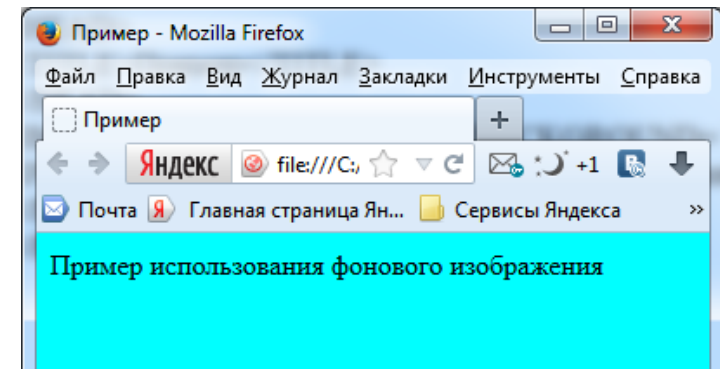 Пример - Mozilla Firefox
Файл Правка Вид Журнал Закладки Инструменты Справка
Пример +
Яндекс file:///C:/ +1
Почта Я Главная страница Ян... Сервисы Яндекса »
Пример использования фонового изображения